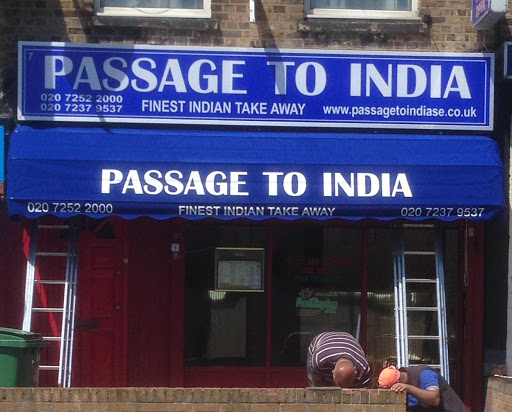 7
PASSAGE TO INDIA
020 7252 2000
020 7237 9537
FINEST INDIAN TAKE AWAY
www.passagetoindiase.co.uk
PASSAGE TO INDIA
020 7252 2000
FINEST INDIAN TAKE AWAY
020 7237 9537